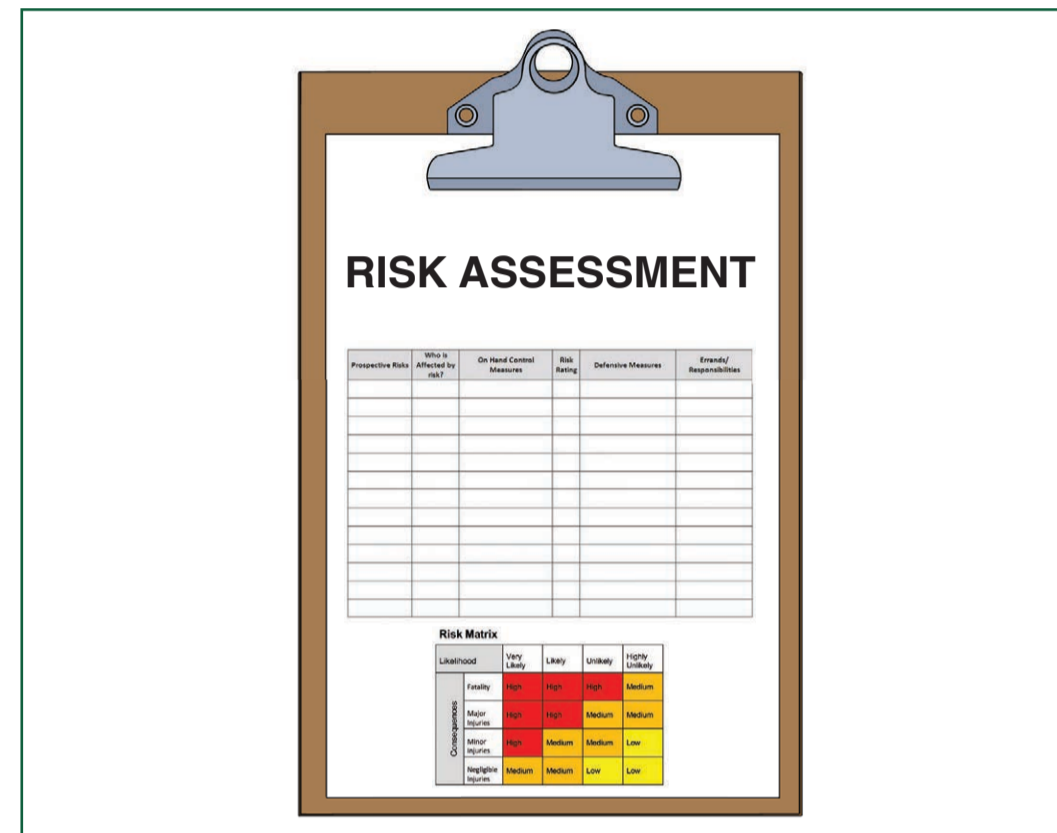 RISK ASSESSMENT
Prospective Risks
Who is
Affected by
risk?
On Hand Control
Measures
Risk
Rating
Defensive Measures
Errands/
Responsibilities
Risk Matrix
Likelihood
Very
Likely
Likely
Unlikely
Highly
Unlikely
Consequences
Fatality
High
High
High
Medium
Major
Injuries
High
High
Medium
Medium
Minor
Injuries
High
Medium
Medium
Low
Negligible
Injuries
Medium
Medium
Low
Low